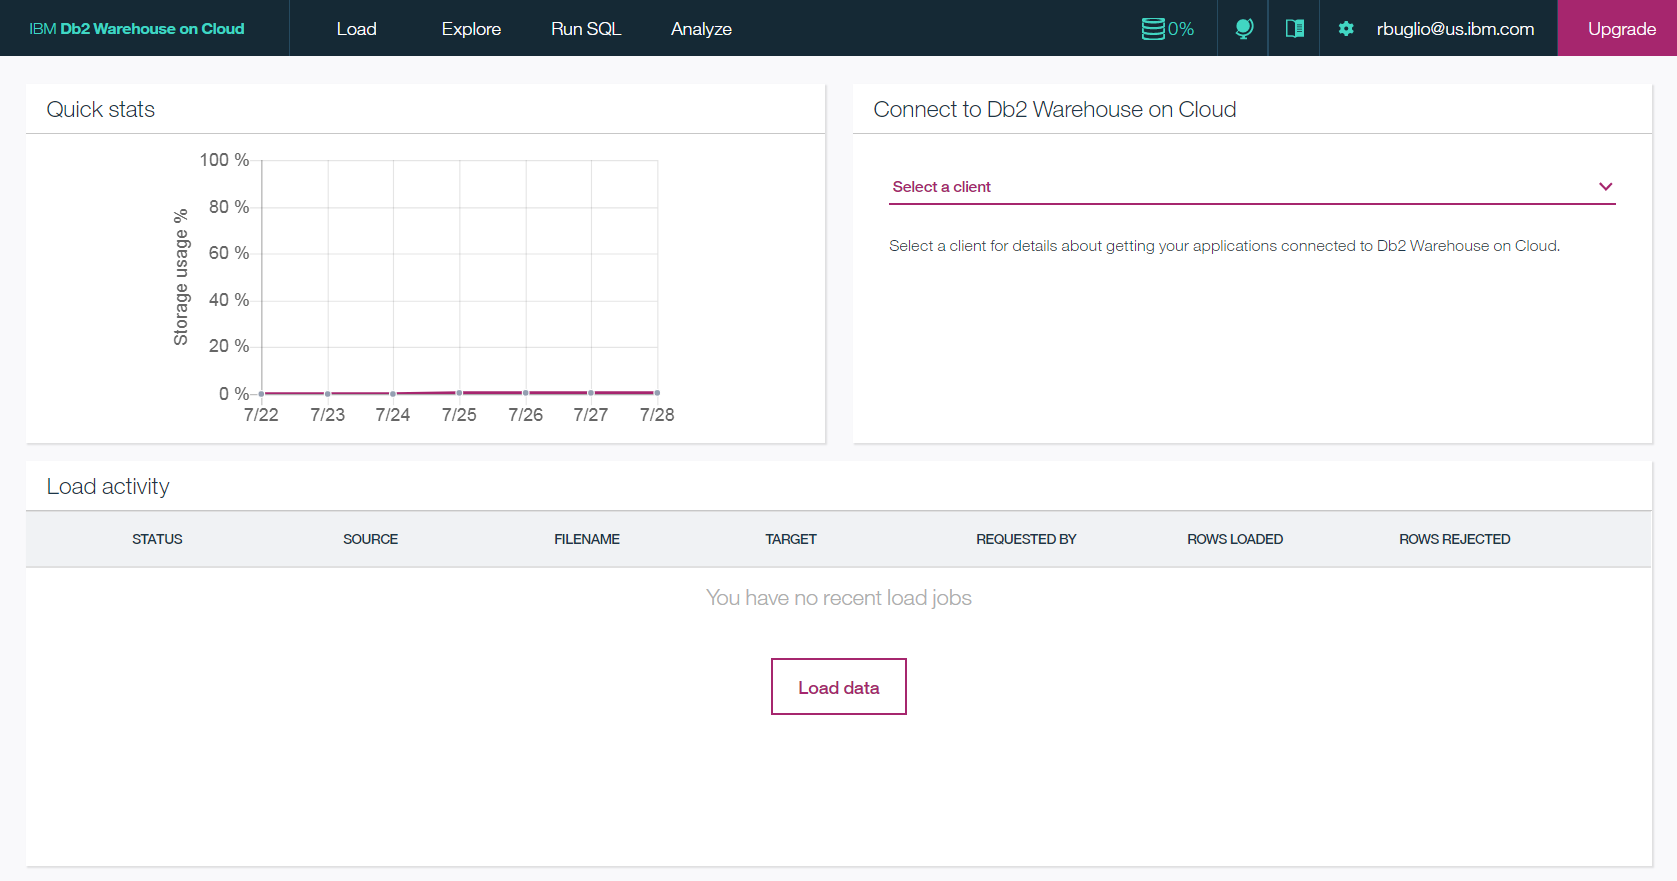 IBM Db2 Warehouse on Cloud
Load
Explore
Run SQL
Analyze
0%
rbuglio@us.ibm.com
Upgrade
Quick stats
Storage usage %
100 %
80 %
60 %
40 %
20 %
0 %
7/22 7/23 7/24 7/25 7/26 7/27 7/28
Connect to Db2 Warehouse on Cloud
Select a client
Select a client for details about getting your applications connected to Db2 Warehouse on Cloud.
Load activity
STATUS SOURCE FILENAME TARGET REQUESTED BY ROWS LOADED ROWS REJECTED
You have no recent load jobs
Load data